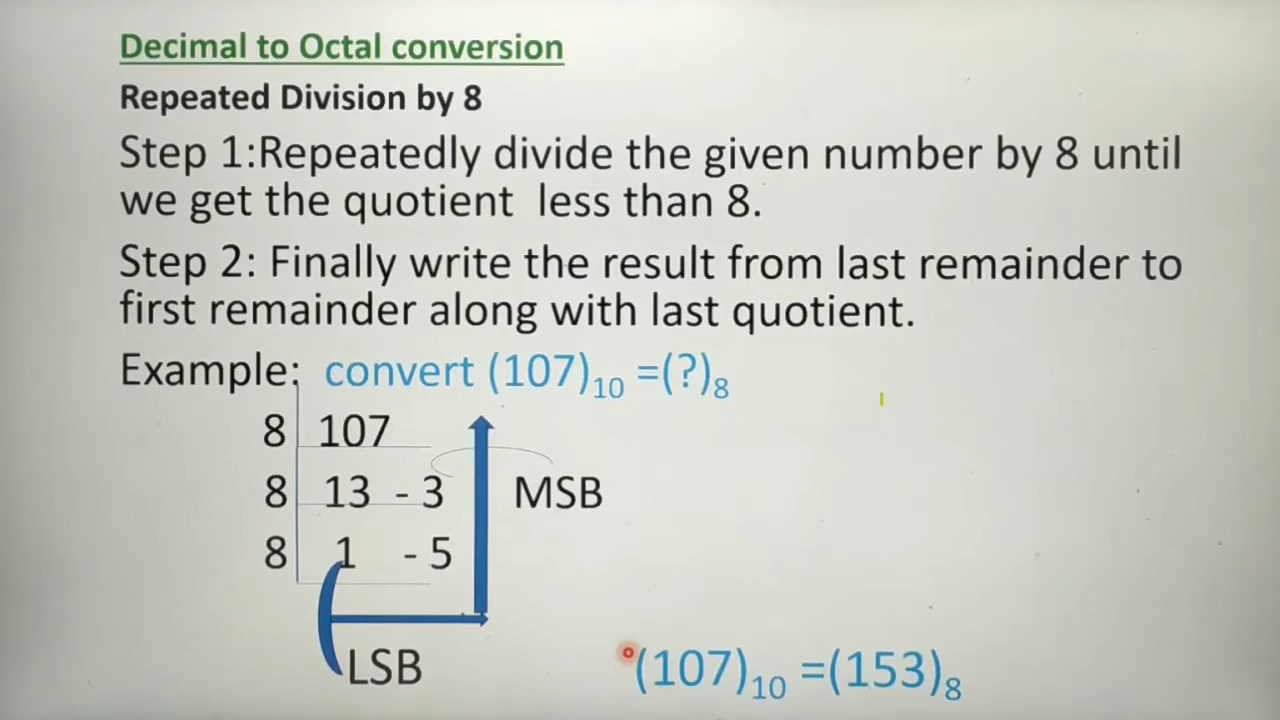 Decimal to Octal conversion
Repeated Division by 8
Step 1:Repeatedly divide the given number by 8 until
we get the quotient less than 8.
Step 2: Finally write the result from last remainder to
first remainder along with last quotient.
Example: convert (107)10 =(?)8
8 107
8 13 - 3 MSB
8 1 - 5
LSB
(107)10 =(153)8